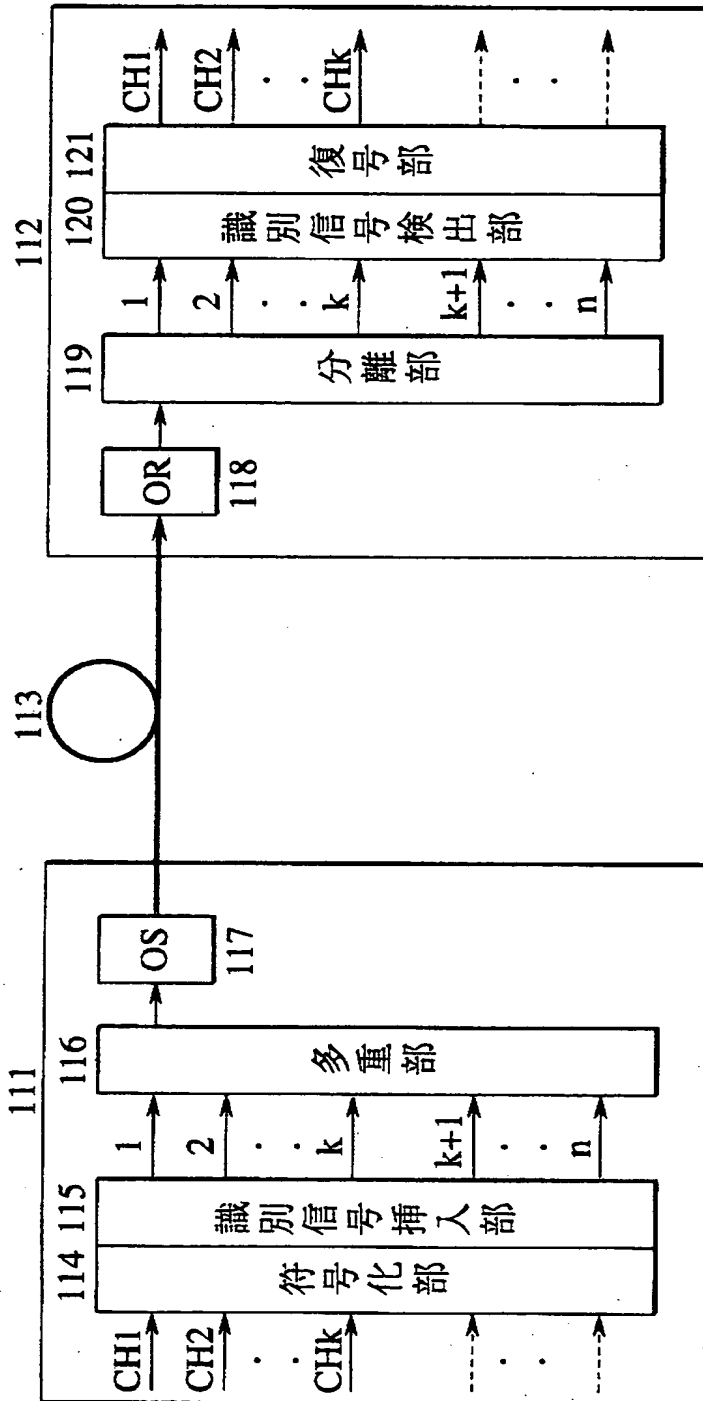 111
114
115
116
CH1
CH2
CHk
符号化部
識別信号挿入部
1
2
k
k+1
n
多重部
OS
117
113
112
OR
118
119
120
121
分離部
1
2
k
k+1
n
識別信号検出部
復号部
CH1
CH2
CHk